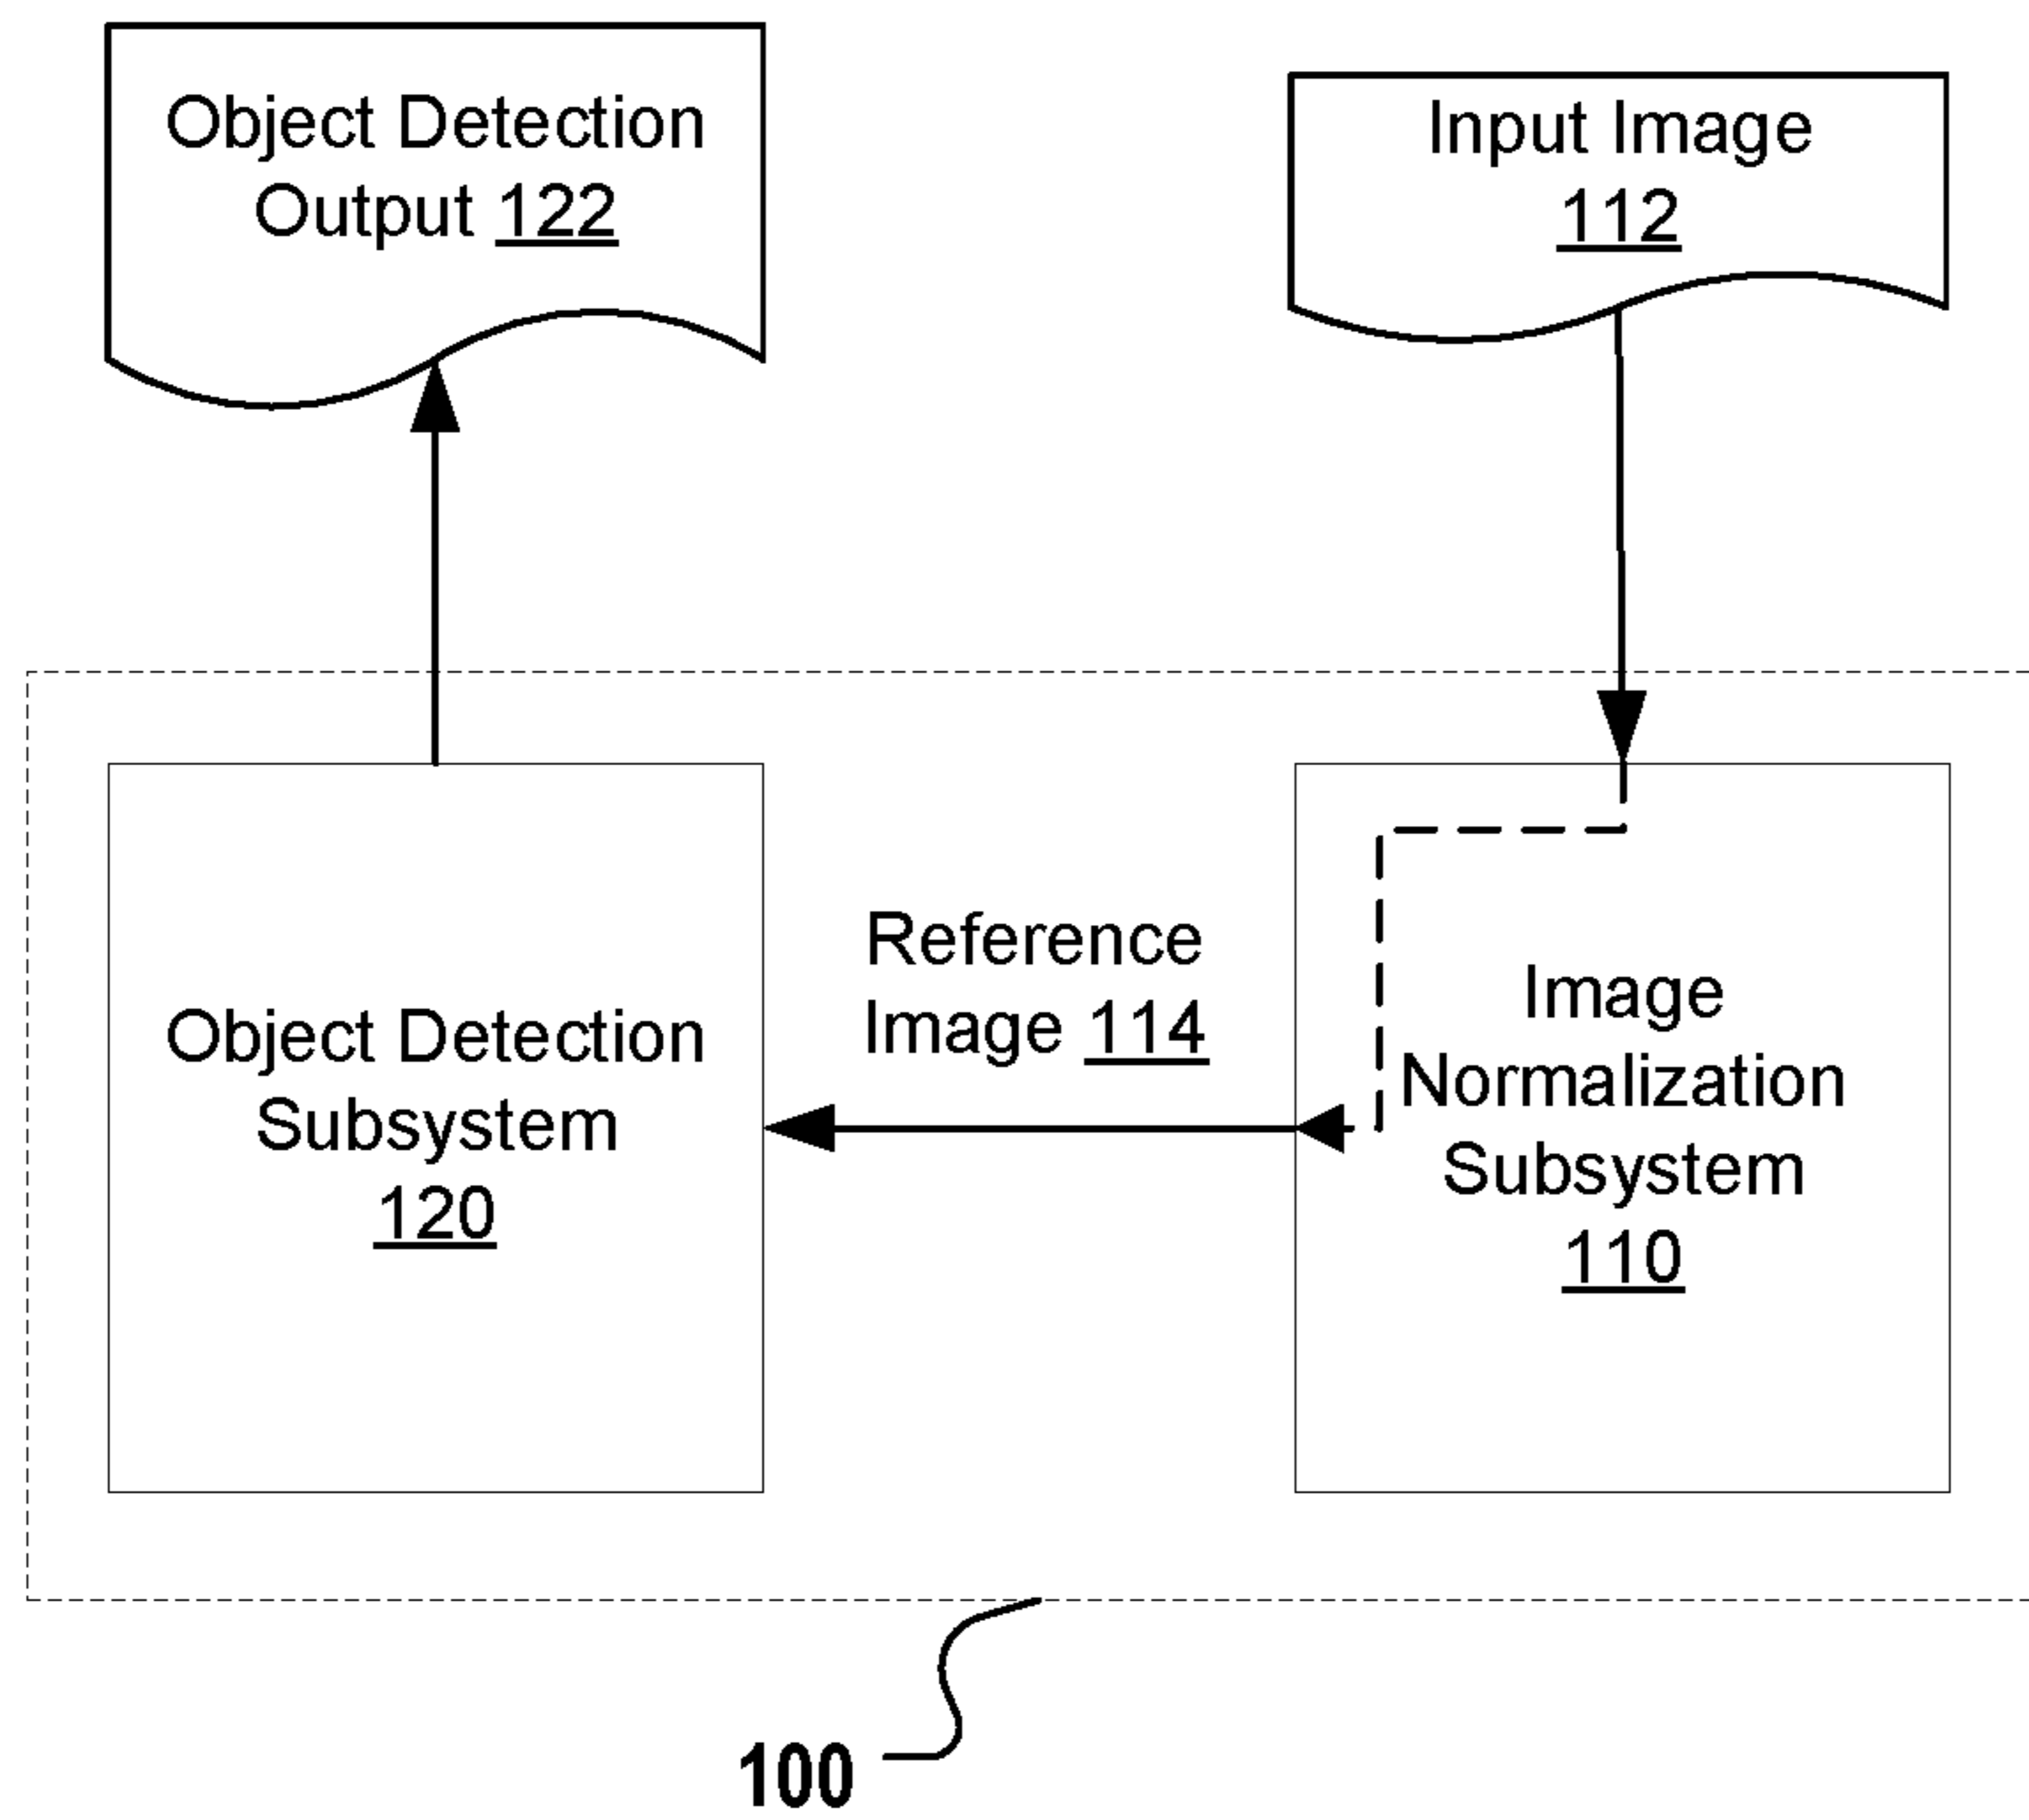 Object Detection
Output 122
Input Image
112
Reference
Image 114
Object Detection
Subsystem
120
Image
Normalization
Subsystem
110
100